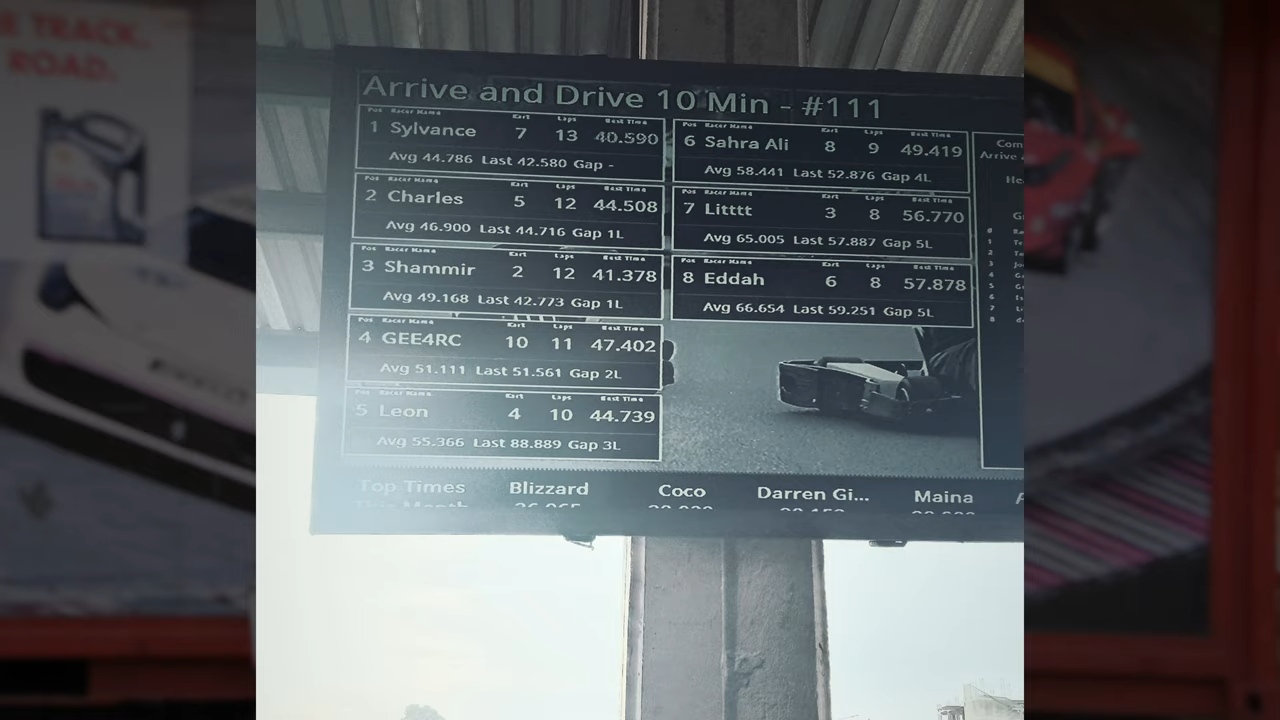 E TRACK.
ROAD.
Arrive and Drive 10 Min - #111
Pos Racer Name Kart Laps Best Time
1 Sylvance 7 13 40.590
Avg 44.786 Last 42.580 Gap -
Pos Racer Name Kart Laps Best Time
2 Charles 5 12 44.508
Avg 46.900 Last 44.716 Gap 1L
Pos Racer Name Kart Laps Best Time
3 Shammir 2 12 41.378
Avg 49.168 Last 42.773 Gap 1L
Pos Racer Name Kart Laps Best Time
4 GEE4RC 10 11 47.402
Avg 51.111 Last 51.561 Gap 2L
Pos Racer Name Kart Laps Best Time
5 Leon 4 10 44.739
Avg 55.366 Last 88.889 Gap 3L
Pos Racer Name Kart Laps Best Time
6 Sahra Ali 8 9 49.419
Avg 58.441 Last 52.876 Gap 4L
Pos Racer Name Kart Laps Best Time
7 Litttt 3 8 56.770
Avg 65.005 Last 57.887 Gap 5L
Pos Racer Name Kart Laps Best Time
8 Eddah 6 8 57.878
Avg 66.654 Last 59.251 Gap 5L
Com
Arrive
He
Top Times Blizzard Coco Darren Gi... Maina
This Month